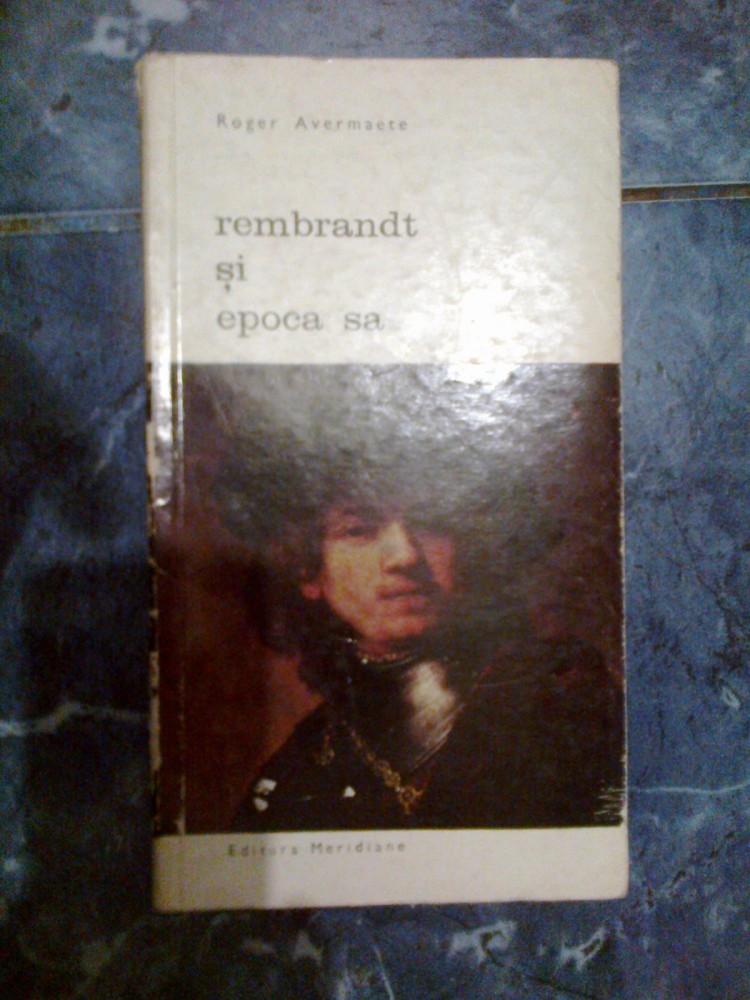 Roger Avermaete
rembrandt
și
epoca sa
Editura Meridiane